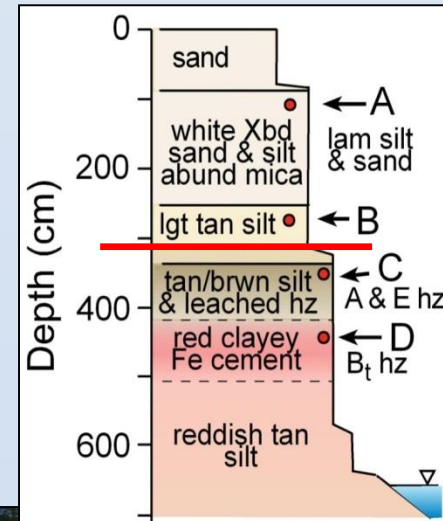 Depth (cm)
0
200
400
600
sand
white Xbd
sand & silt
abund mica
lgt tan silt
tan/brwn silt
& leached hz
red clayey
Fe cement
reddish tan
silt
A
lam silt
& sand
B
C
A & E hz
D
Bt hz